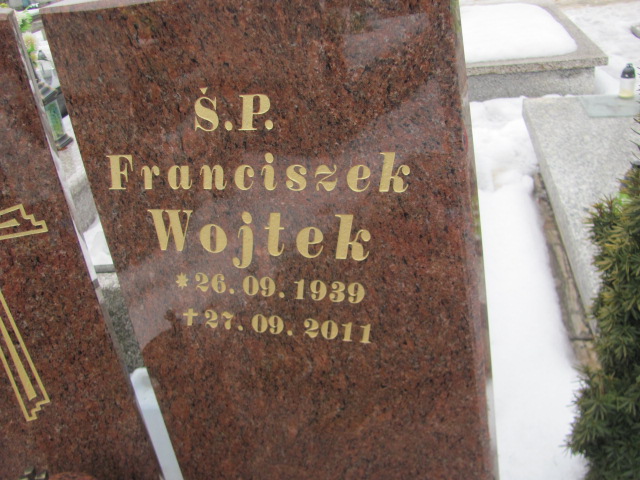 Ś.P.
Franciszek
Wojtek
*26.09.1939
†27.09.2011